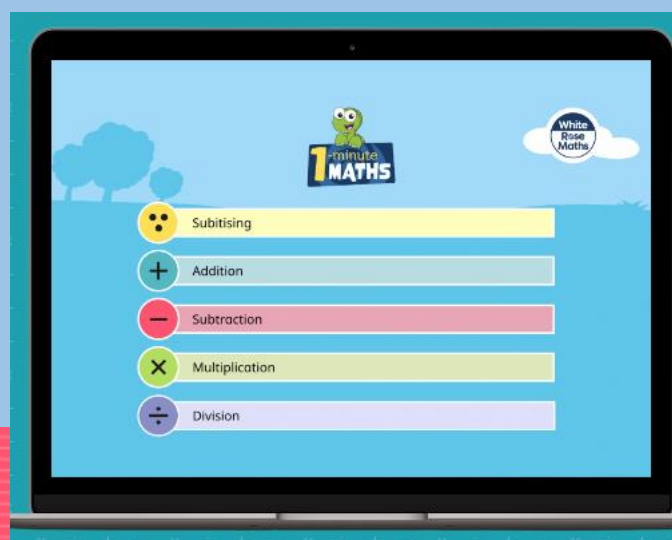 1-minute
MATHS
White
Rose
Maths
Subitising
+ Addition
− Subtraction
× Multiplication
÷ Division